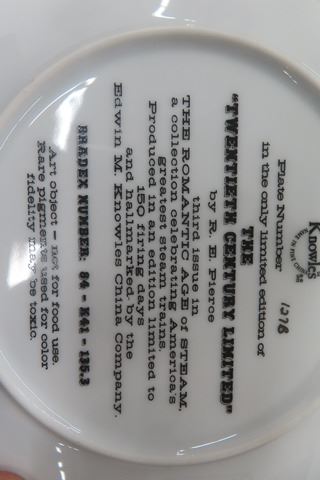 Knowles
Plate Number 1278
in the only limited edition of
THE
"TWENTIETH CENTURY LIMITED"
by R. B. Pierce
third issue in
THE ROMANTIC AGE of STEAM,
a collection celebrating America's
greatest steam trains.
Produced in an edition limited to
150 firing days
and hallmarked by the
Edwin M. Knowles China Company.
BRADEX NUMBER: 84 - K41 - 135.3
Art object — not for food use.
Rare pigments used for color
fidelity may be toxic.